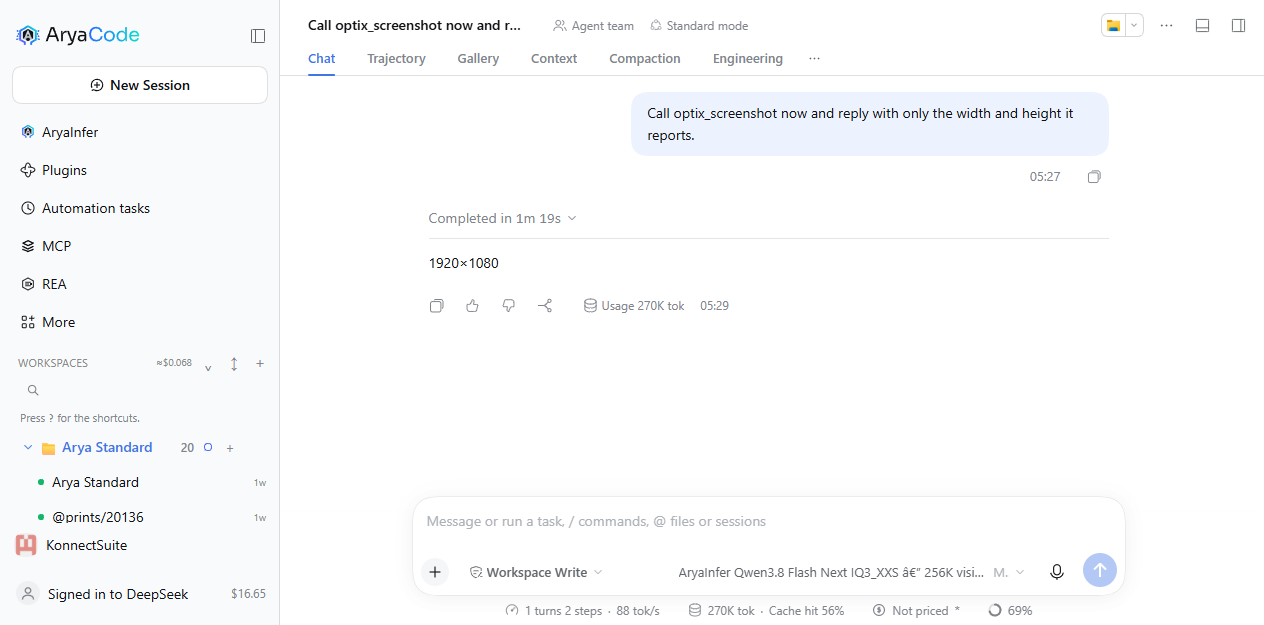 AryaCode
New Session
AryaInfer
Plugins
Automation tasks
MCP
REA
More
WORKSPACES ≈$0.068
Press ? for the shortcuts.
Arya Standard 20
Arya Standard 1w
@prints/20136 1w
KonnectSuite
Signed in to DeepSeek $16.65
Call optix_screenshot now and r... Agent team Standard mode
Chat Trajectory Gallery Context Compaction Engineering ...
Call optix_screenshot now and reply with only the width and height it
reports.
05:27
Completed in 1m 19s
1920×1080
Usage 270K tok 05:29
Message or run a task, / commands, @ files or sessions
Workspace Write AryaInfer Qwen3.8 Flash Next IQ3_XXS â€” 256K visi... M.
1 turns 2 steps · 88 tok/s 270K tok · Cache hit 56% Not priced * 69%